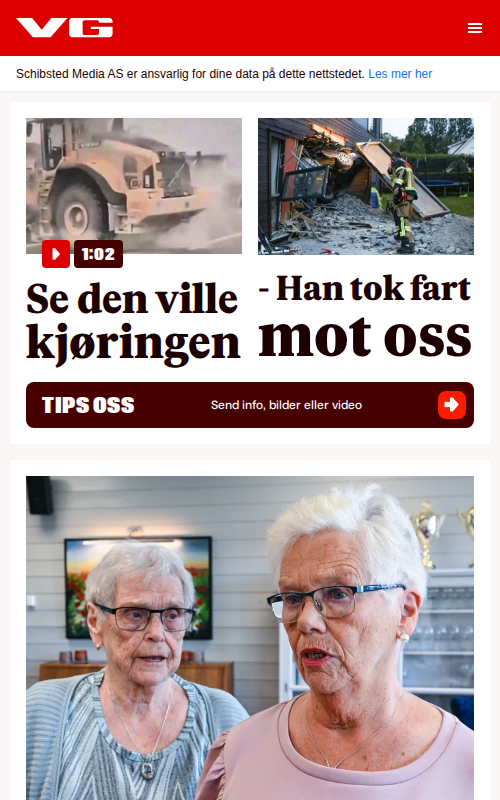 VG
Schibsted Media AS er ansvarlig for dine data på dette nettstedet. Les mer her
1:02
Se den ville
kjøringen
- Han tok fart
mot oss
TIPS OSS
Send info, bilder eller video